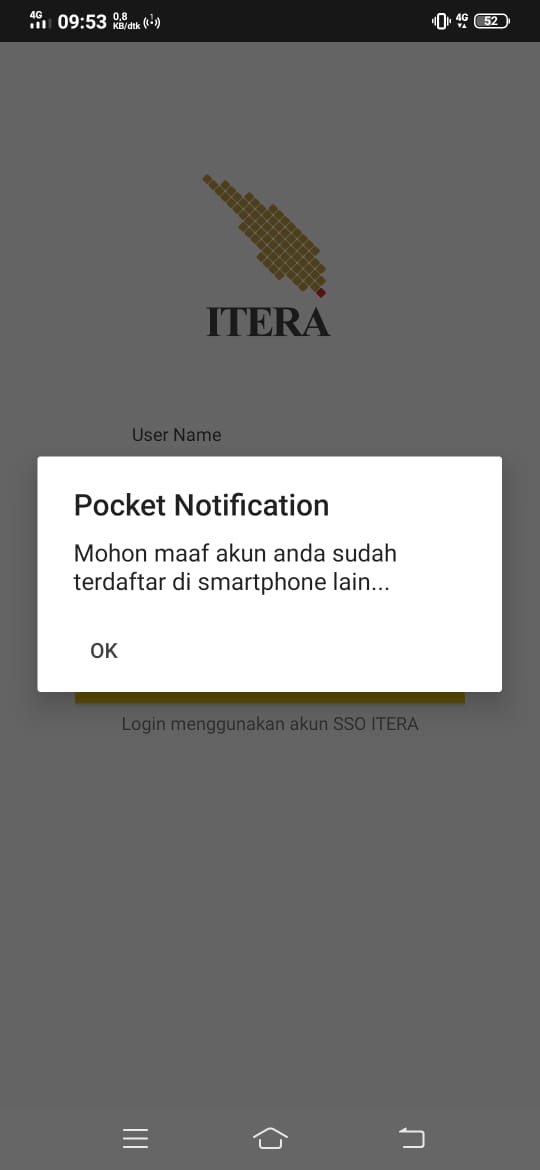 4G 09:53 0,8 KB/dtk 1 4G 52
ITERA
User Name
Pocket Notification
Mohon maaf akun anda sudah
terdaftar di smartphone lain...
OK
Login menggunakan akun SSO ITERA